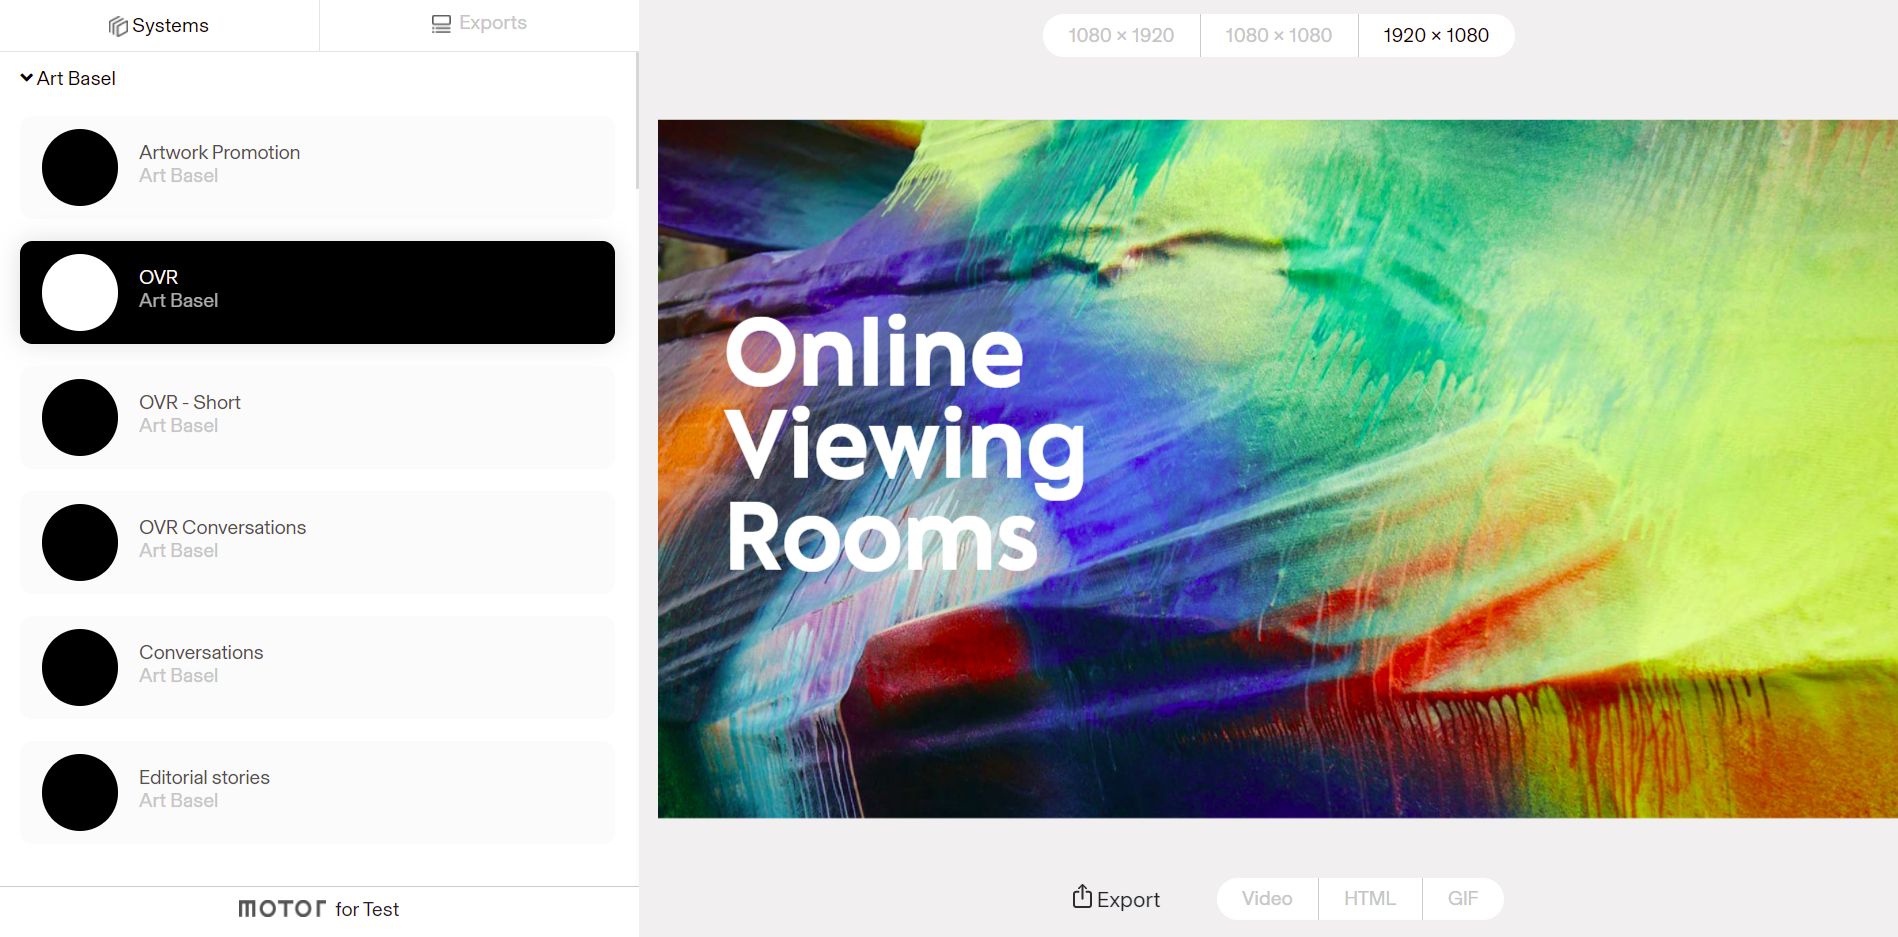 Systems
Exports
Art Basel
Artwork Promotion
Art Basel
OVR
Art Basel
OVR - Short
Art Basel
OVR Conversations
Art Basel
Conversations
Art Basel
Editorial stories
Art Basel
MOTOR for Test
1080 × 1920
1080 × 1080
1920 × 1080
Online
Viewing
Rooms
Export
Video
HTML
GIF